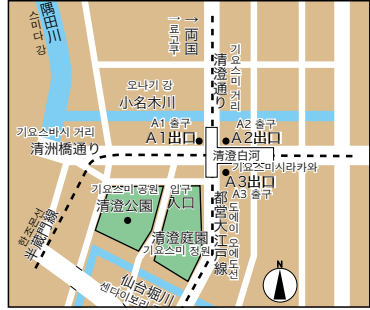 隅田川
스미다 강
→ 両国
→ 료고쿠
清澄通り
기요스미 거리
오나기 강
小名木川
A1 출구
A1出口
A2 출구
A2出口
기요스바시 거리
清洲橋通り
清澄白河
기요스미시라카와
A3出口
A3 출구
기요스미 공원
清澄公園
입구
入口
清澄庭園
기요스미 정원
都営大江戸線
도에이 오에도선
한조몬선
半蔵門線
仙台堀川
센다이보리
N